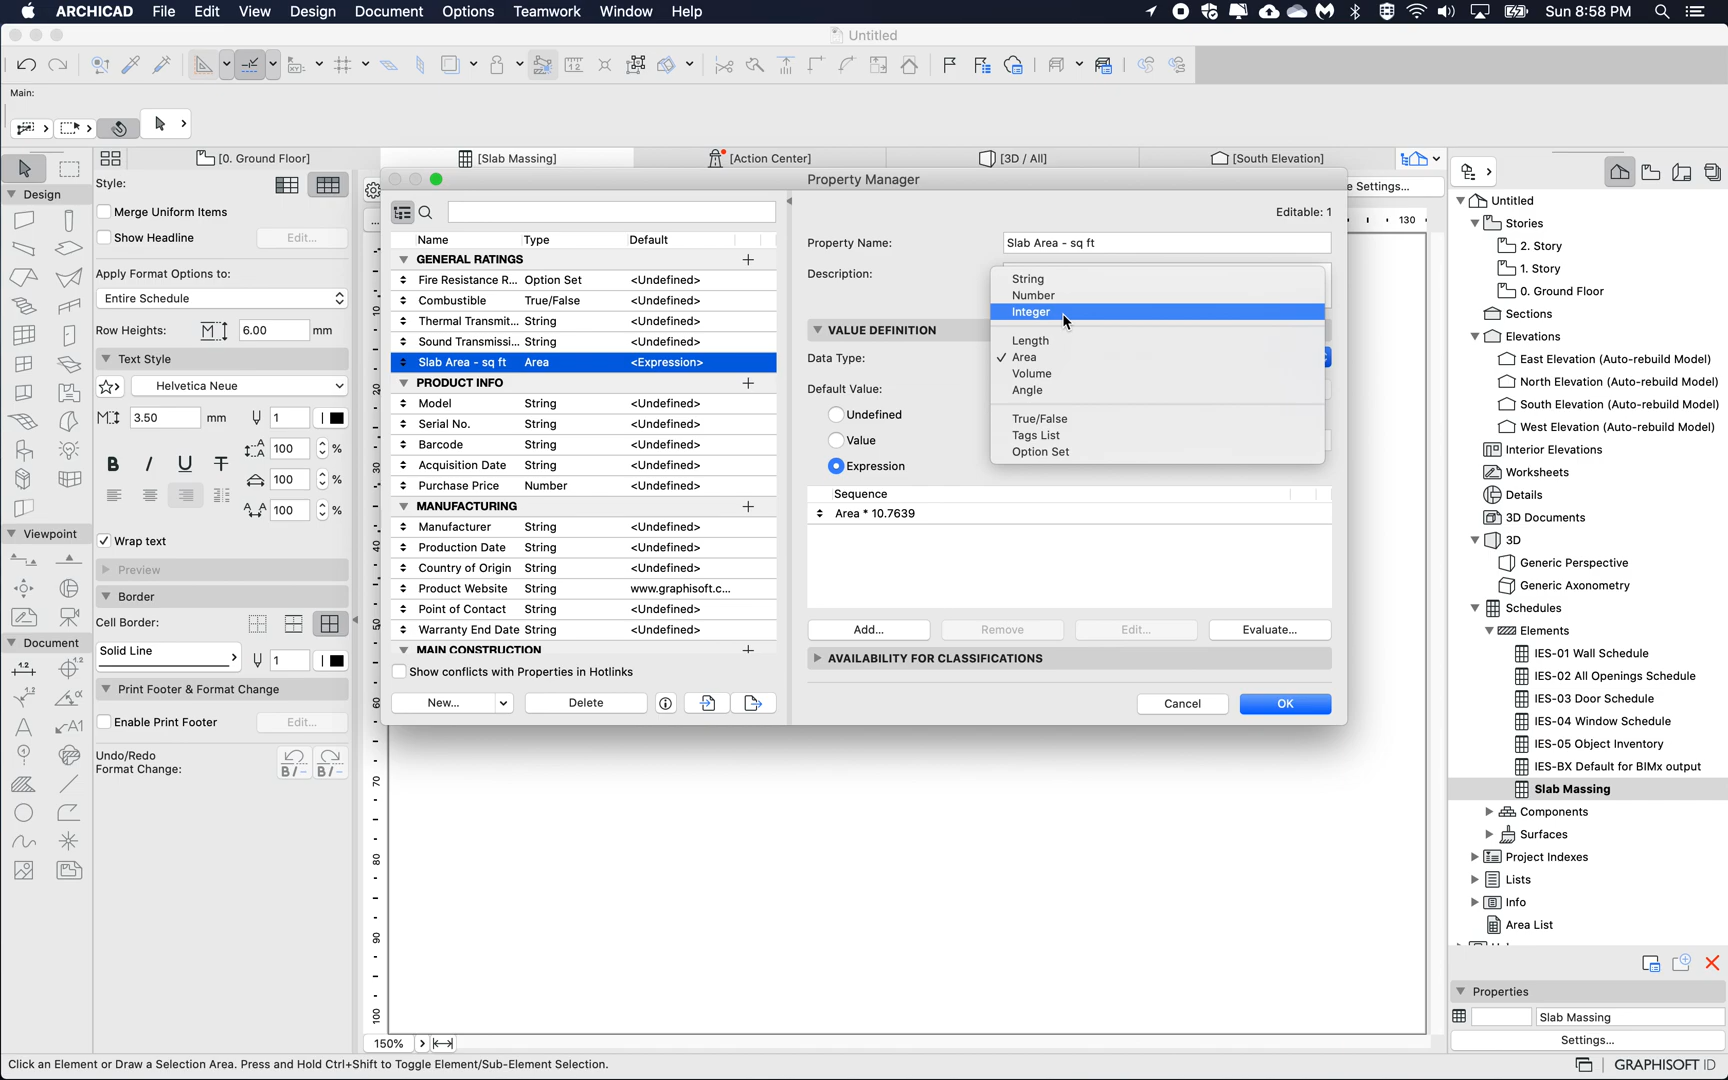 ARCHICAD File Edit View Design Document Options Teamwork Window Help
Sun 8:58 PM
Untitled
Main:
[0. Ground Floor]
[Slab Massing]
[Action Center]
[3D / All]
[South Elevation]
Design
Viewpoint
Document
1.2
A
A1
Style:
Merge Uniform Items
Show Headline
Edit...
Apply Format Options to:
Entire Schedule
Row Heights:
6.00
mm
Text Style
Helvetica Neue
3.50
mm
1
B I U T
100 %
100 %
100 %
Wrap text
Preview
Border
Cell Border:
Solid Line
1
Print Footer & Format Change
Enable Print Footer
Edit...
Undo/Redo
Format Change:
Property Manager
e Settings...
130
Name Type Default
GENERAL RATINGS
Fire Resistance R... Option Set <Undefined>
Combustible True/False <Undefined>
Thermal Transmit... String <Undefined>
Sound Transmissi... String <Undefined>
Slab Area - sq ft Area <Expression>
PRODUCT INFO
Model String <Undefined>
Serial No. String <Undefined>
Barcode String <Undefined>
Acquisition Date String <Undefined>
Purchase Price Number <Undefined>
MANUFACTURING
Manufacturer String <Undefined>
Production Date String <Undefined>
Country of Origin String <Undefined>
Product Website String www.graphisoft.c...
Point of Contact String <Undefined>
Warranty End Date String <Undefined>
MAIN CONSTRUCTION
Show conflicts with Properties in Hotlinks
New...
Delete
Editable: 1
Property Name:
Slab Area - sq ft
Description:
VALUE DEFINITION
Data Type:
Default Value:
Undefined
Value
Expression
String
Number
Integer
Length
Area
Volume
Angle
True/False
Tags List
Option Set
Sequence
Area * 10.7639
Add...
Remove
Edit...
Evaluate...
AVAILABILITY FOR CLASSIFICATIONS
Cancel
OK
10
20
30
40
50
60
70
80
90
100
150%
Untitled
Stories
2. Story
1. Story
0. Ground Floor
Sections
Elevations
East Elevation (Auto-rebuild Model)
North Elevation (Auto-rebuild Model)
South Elevation (Auto-rebuild Model)
West Elevation (Auto-rebuild Model)
Interior Elevations
Worksheets
Details
3D Documents
3D
Generic Perspective
Generic Axonometry
Schedules
Elements
IES-01 Wall Schedule
IES-02 All Openings Schedule
IES-03 Door Schedule
IES-04 Window Schedule
IES-05 Object Inventory
IES-BX Default for BIMx output
Slab Massing
Components
Surfaces
Project Indexes
Lists
Info
Area List
Properties
Slab Massing
Settings...
Click an Element or Draw a Selection Area. Press and Hold Ctrl+Shift to Toggle Element/Sub-Element Selection.
GRAPHISOFT ID